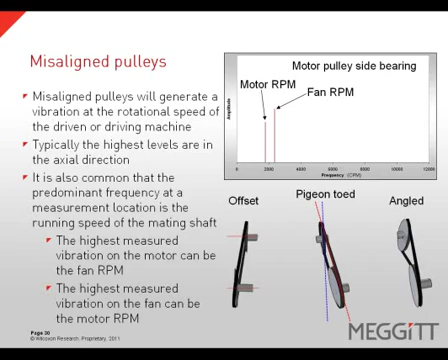 Misaligned pulleys
Misaligned pulleys will generate a
vibration at the rotational speed of
the driven or driving machine
Typically the highest levels are in
the axial direction
It is also common that the
predominant frequency at a
measurement location is the
running speed of the mating shaft
The highest measured
vibration on the motor can be
the fan RPM
The highest measured
vibration on the fan can be
the motor RPM
Motor pulley side bearing
Motor RPM
Fan RPM
Amplitude
0 2000 4000 6000 8000 10000 12000
Frequency (CPM)
Offset
Pigeon toed
Angled
Page 30
© Allosson Research. Proprietary, 2011
MEGGITT